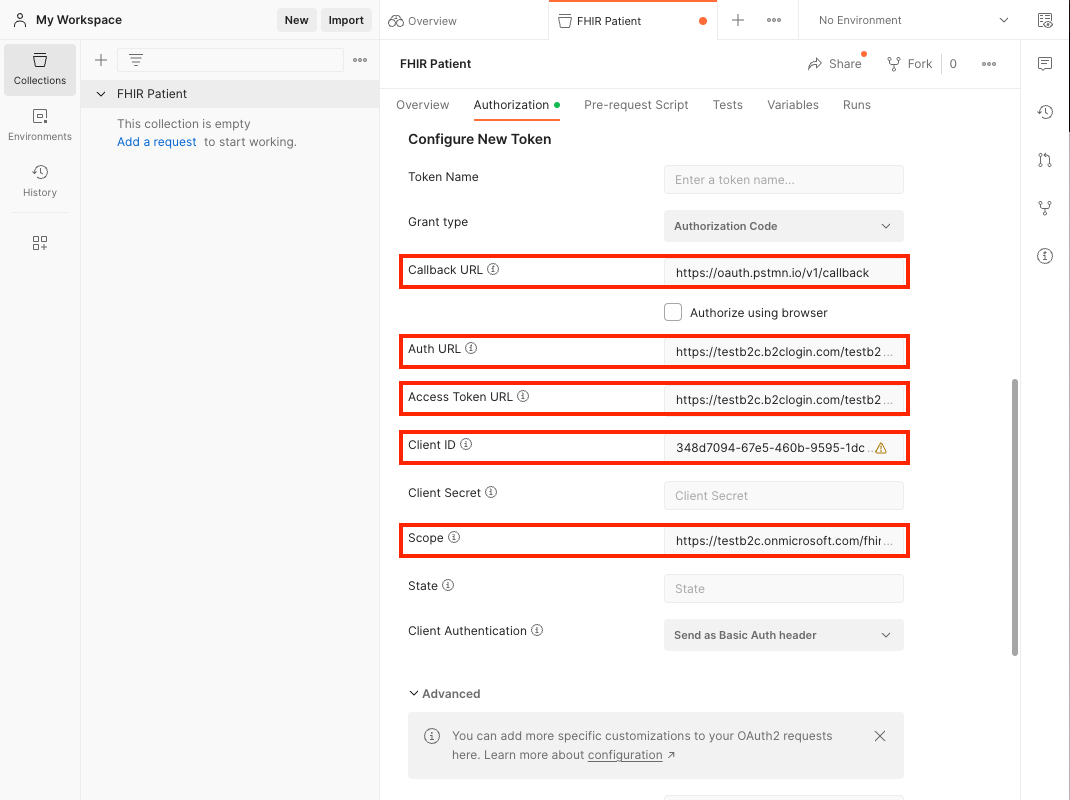 My Workspace
New
Import
Overview
FHIR Patient
No Environment
Collections
Environments
History
FHIR Patient
This collection is empty
Add a request to start working.
FHIR Patient
Share
Fork
0
Overview
Authorization
Pre-request Script
Tests
Variables
Runs
Configure New Token
Token Name
Enter a token name...
Grant type
Authorization Code
Callback URL
https://oauth.pstmn.io/v1/callback
Authorize using browser
Auth URL
https://testb2c.b2clogin.com/testb2...
Access Token URL
https://testb2c.b2clogin.com/testb2...
Client ID
348d7094-67e5-460b-9595-1dc...
Client Secret
Client Secret
Scope
https://testb2c.onmicrosoft.com/fhir...
State
State
Client Authentication
Send as Basic Auth header
Advanced
You can add more specific customizations to your OAuth2 requests
here. Learn more about configuration ↗